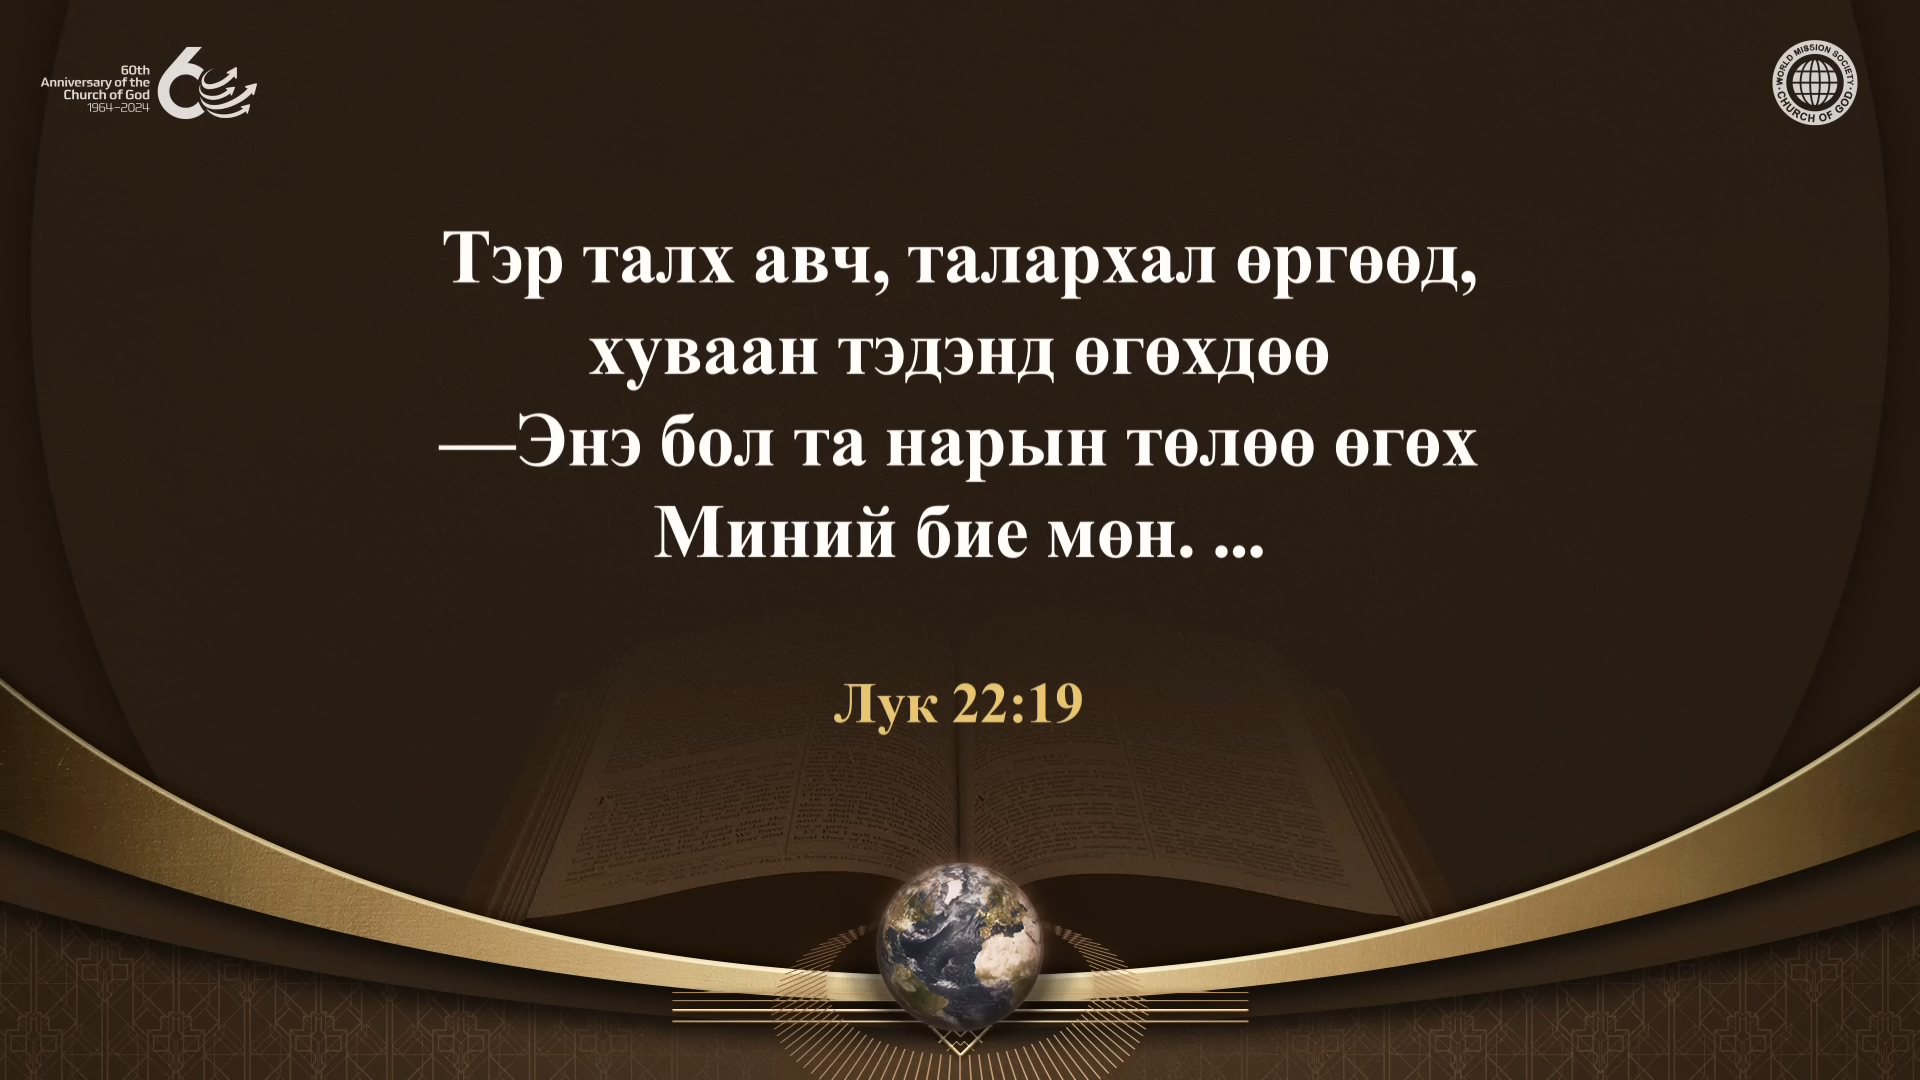 60th
Anniversary of the
Church of God
1964–2024
60
WORLD MISSION SOCIETY
CHURCH OF GOD
Тэр талх авч, талархал өргөөд,
хуваан тэдэнд өгөхдөө
—Энэ бол та нарын төлөө өгөх
Миний бие мөн. ...
Лук 22:19